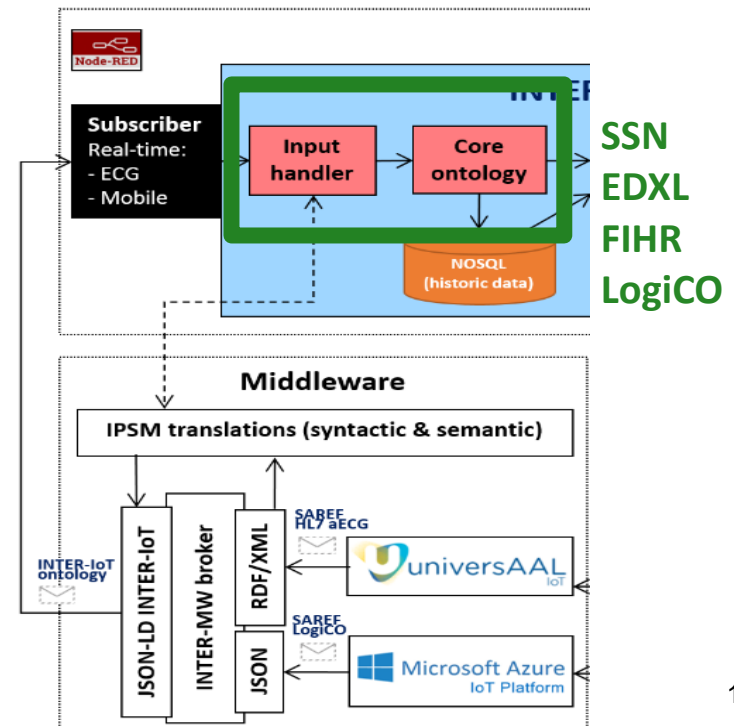 Node-RED
INTER
Subscriber
Real-time:
- ECG
- Mobile
Input
handler
Core
ontology
SSN
EDXL
FIHR
LogiCO
NOSQL
(historic data)
Middleware
IPSM translations (syntactic & semantic)
INTER-IoT
ontology
JSON-LD INTER-IoT
INTER-MW broker
RDF/XML
JSON
SAREF
HL7 aECG
universAAL
IoT
SAREF
LogiCO
Microsoft Azure
IoT Platform
1